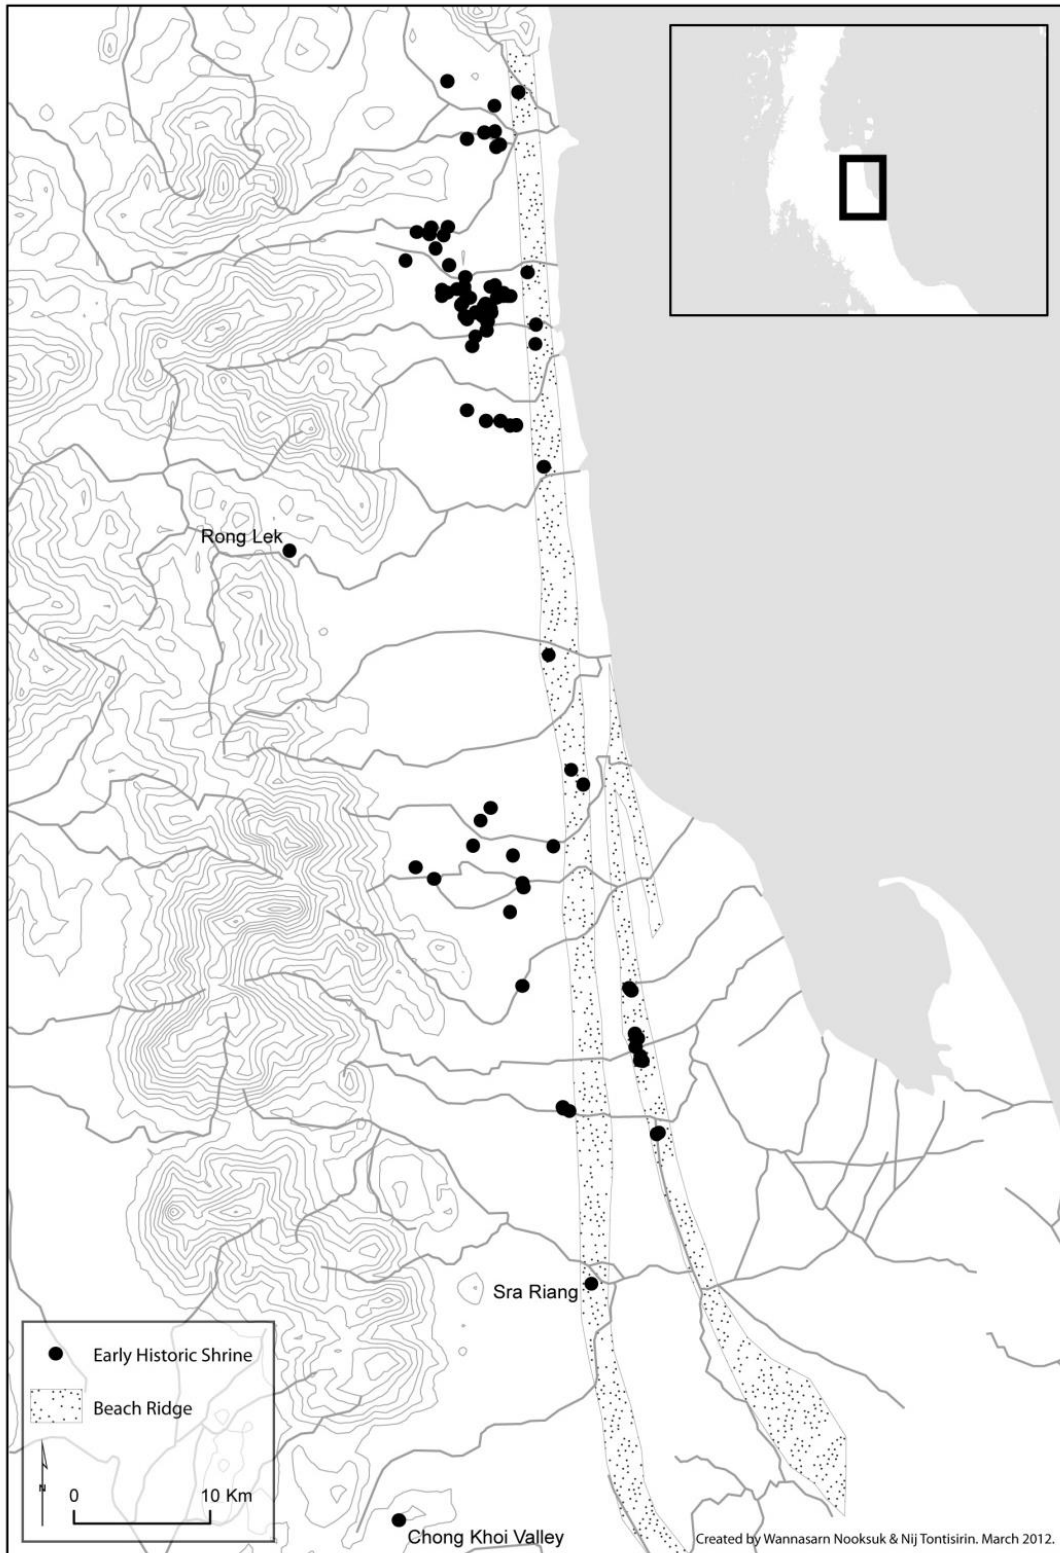 Rong Lek
Sra Riang
Early Historic Shrine
Beach Ridge
N
0 10 Km
Chong Khoi Valley
Created by Wannasarn Nooksuk & Nij Tontisirin. March 2012.